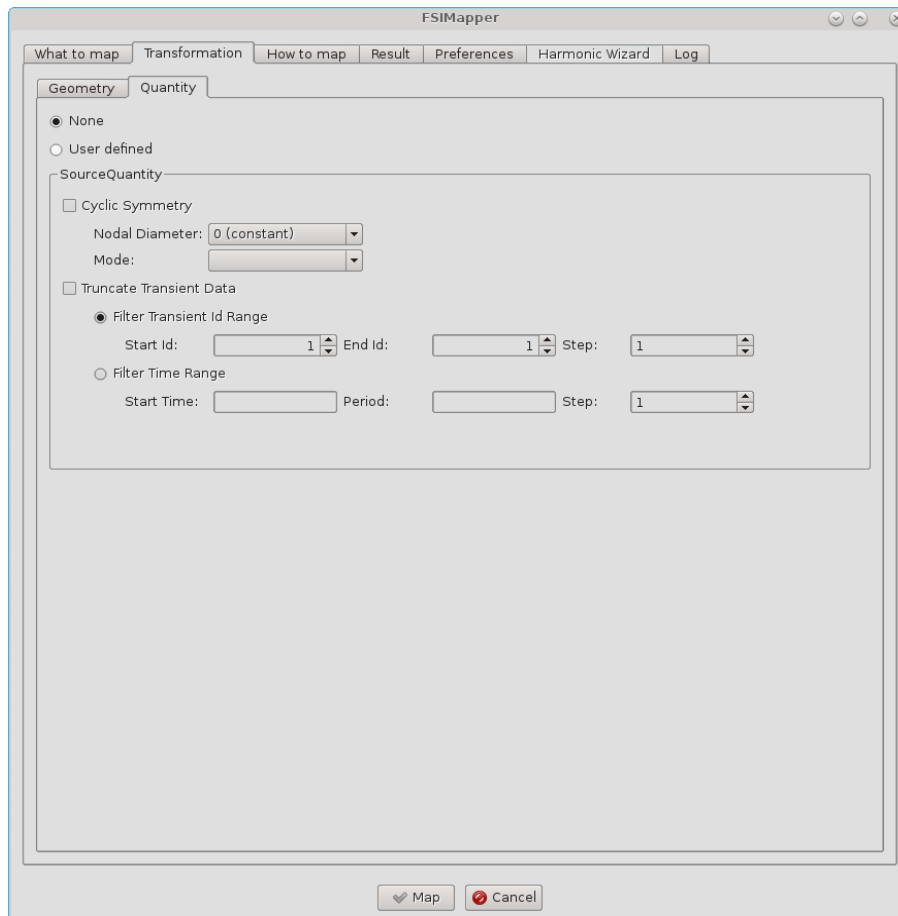 FSIMapper
What to map Transformation How to map Result Preferences Harmonic Wizard Log
Geometry Quantity
None
User defined
SourceQuantity
Cyclic Symmetry
Nodal Diameter: 0 (constant)
Mode:
Truncate Transient Data
Filter Transient Id Range
Start Id: 1 End Id: 1 Step: 1
Filter Time Range
Start Time: Period: Step: 1
Map Cancel